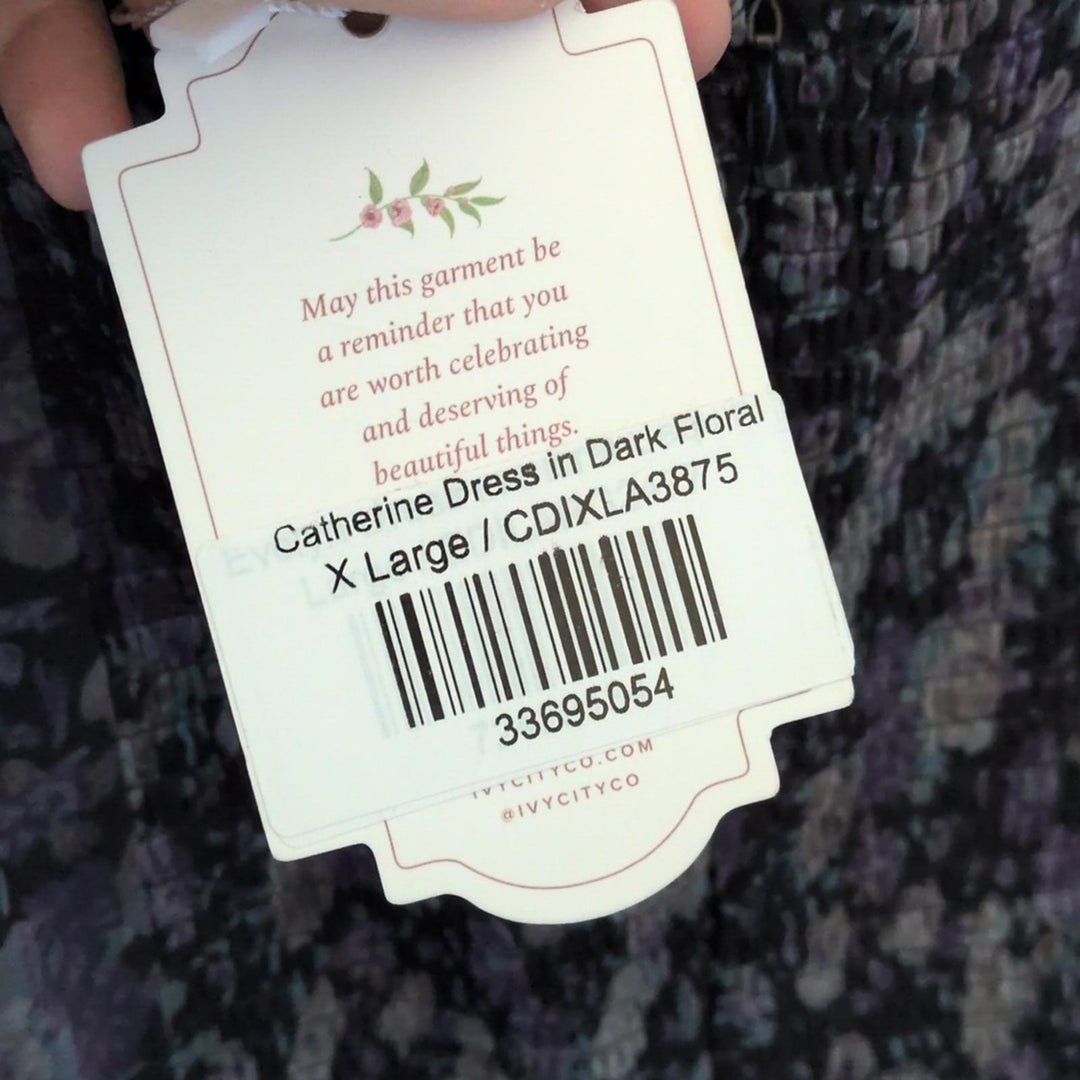 May this garment be
a reminder that you
are worth celebrating
and deserving of
beautiful things.
Catherine Dress in Dark Floral
X Large / CDIXLA3875
33695054
IVYCITYCO.COM
@IVYCITYCO